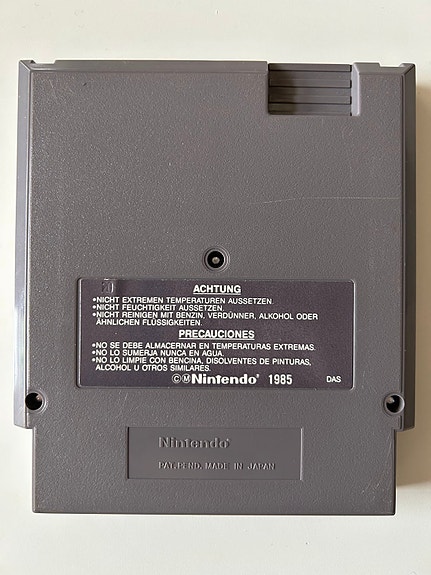 ACHTUNG
•NICHT EXTREMEN TEMPERATUREN AUSSETZEN.
•NICHT FEUCHTIGKEIT AUSSETZEN.
•NICHT REINIGEN MIT BENZIN, VERDÜNNER, ALKOHOL ODER
ÄHNLICHEN FLÜSSIGKEITEN.
PRECAUCIONES
•NO SE DEBE ALMACERNAR EN TEMPERATURAS EXTREMAS.
•NO LO SUMERJA NUNCA EN AGUA.
•NO LO LIMPIE CON BENCINA, DISOLVENTES DE PINTURAS,
ALCOHOL U OTROS SIMILARES.
©Ⓜ Nintendo® 1985 DAS
Nintendo®
PAT. PEND. MADE IN JAPAN